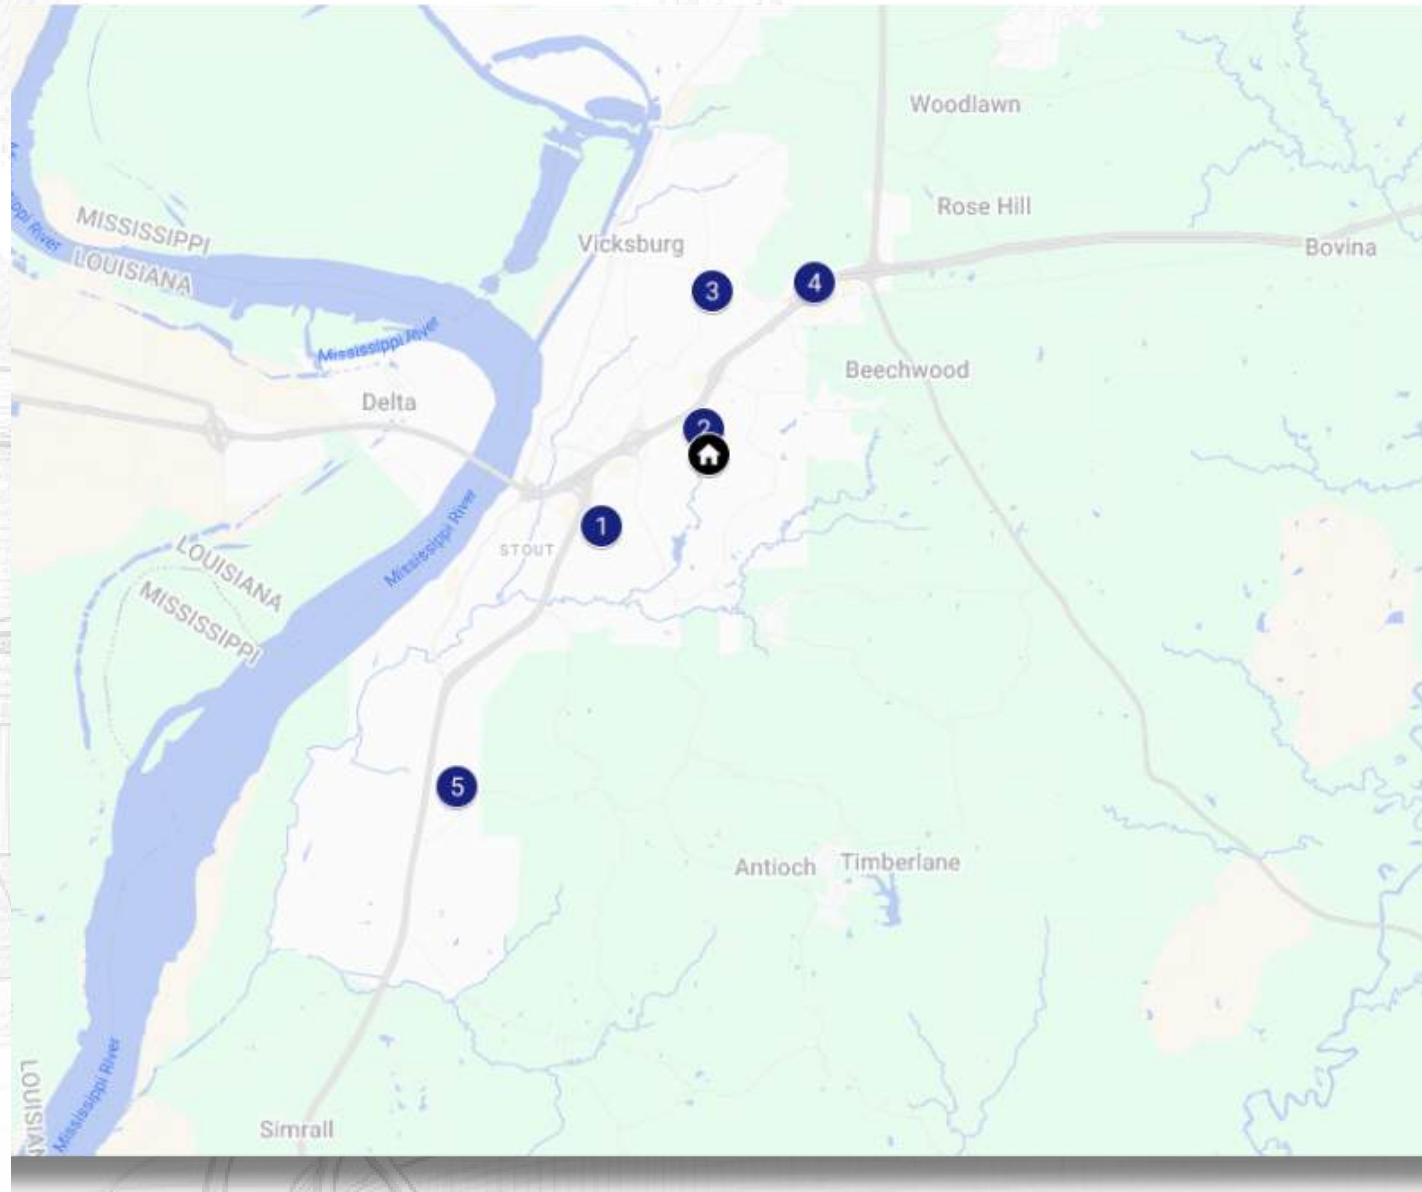 Woodlawn
Rose Hill
MISSISSIPPI
LOUISIANA
Vicksburg
Bovina
3
4
Mississippi River
Beechwood
Delta
2
Mississippi River
1
STOUT
LOUISIANA
MISSISSIPPI
5
Antioch
Timberlane
Mississippi River
Simrall